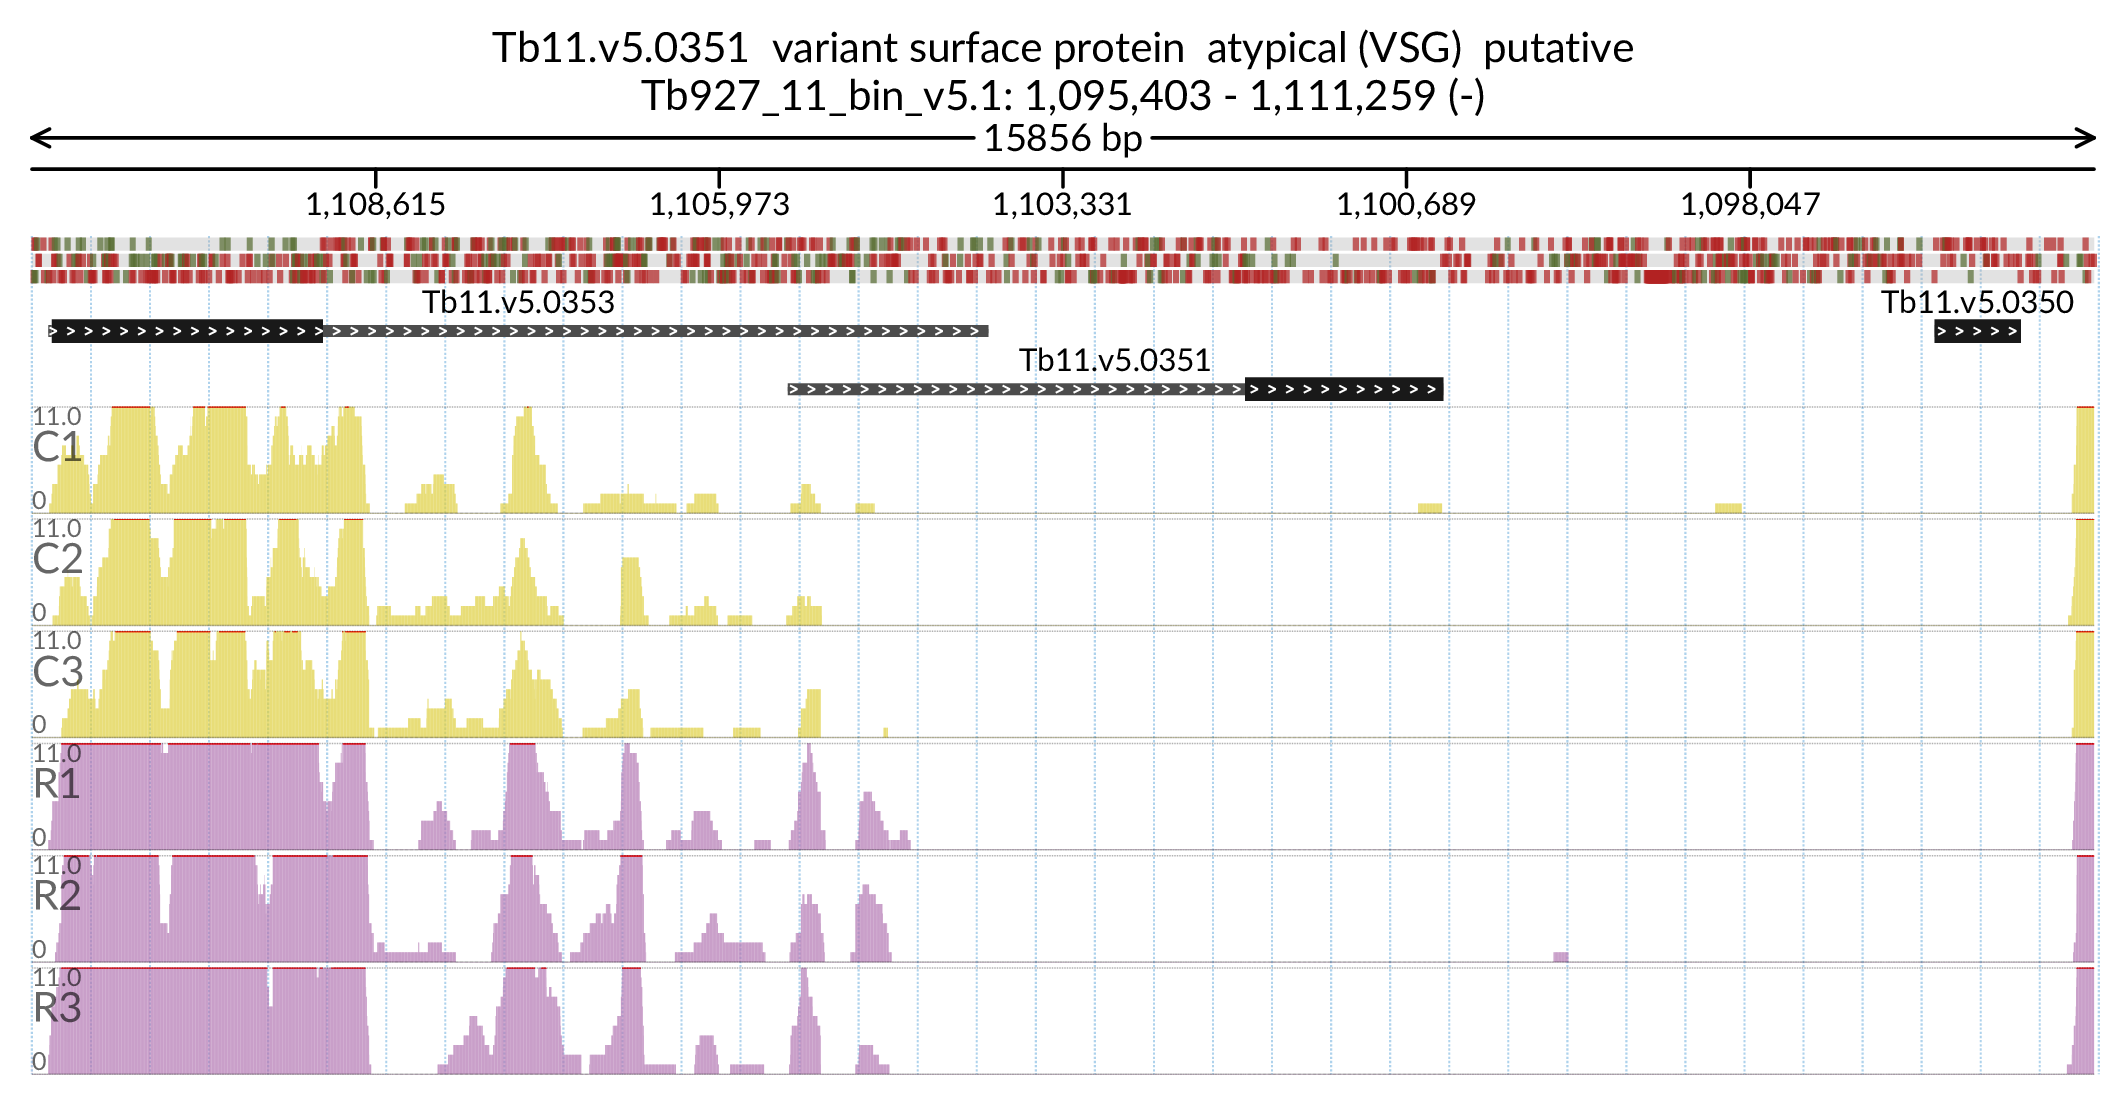 Tb11.v5.0351 variant surface protein atypical (VSG) putative
Tb927_11_bin_v5.1: 1,095,403 - 1,111,259 (-)
15856 bp
1,108,615 1,105,973 1,103,331 1,100,689 1,098,047
Tb11.v5.0353 Tb11.v5.0350
Tb11.v5.0351
11.0
C1
0
11.0
C2
0
11.0
C3
0
11.0
R1
0
11.0
R2
0
11.0
R3
0